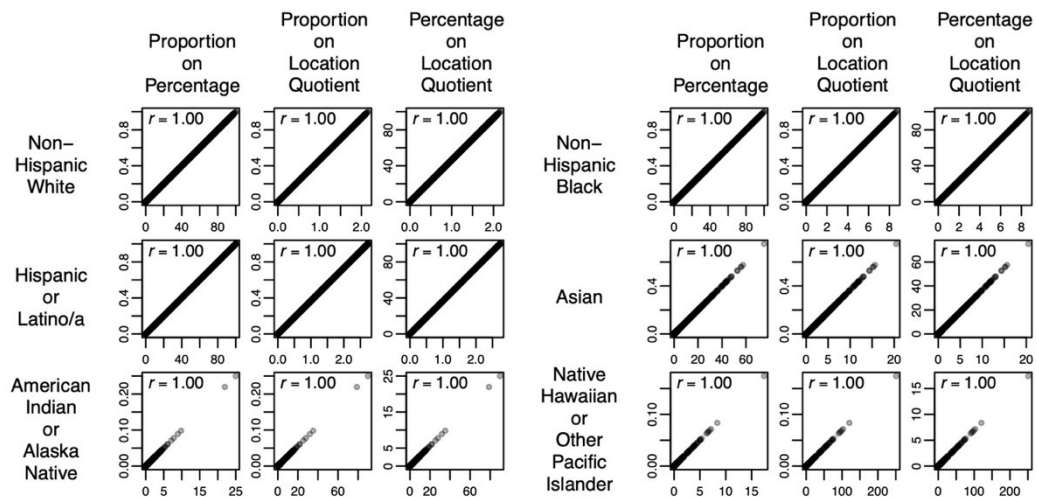 Proportion
on
Percentage
Proportion
on
Location
Quotient
Percentage
on
Location
Quotient
Proportion
on
Percentage
Proportion
on
Location
Quotient
Percentage
on
Location
Quotient
Non−
Hispanic
White
r = 1.00
0.0 0.4 0.8
0 40 80
r = 1.00
0.0 0.4 0.8
0.0 1.0 2.0
r = 1.00
0 40 80
0.0 1.0 2.0
Non−
Hispanic
Black
r = 1.00
0.0 0.4 0.8
0 40 80
r = 1.00
0.0 0.4 0.8
0 2 4 6 8
r = 1.00
0 40 80
0 2 4 6 8
Hispanic
or
Latino/a
r = 1.00
0.0 0.4 0.8
0 40 80
r = 1.00
0.0 0.4 0.8
0.0 1.0 2.0
r = 1.00
0 40 80
0.0 1.0 2.0
Asian
r = 1.00
0.0 0.4
0 20 40 60
r = 1.00
0.0 0.4
0 5 10 15 20
r = 1.00
0 20 40 60
0 5 10 15 20
American
Indian
or
Alaska
Native
r = 1.00
0.00 0.10 0.20
0 5 15 25
r = 1.00
0.00 0.10 0.20
0 20 60
r = 1.00
0 5 15 25
0 20 60
Native
Hawaiian
or
Other
Pacific
Islander
r = 1.00
0.00 0.10
0 5 10 15
r = 1.00
0.00 0.10
0 100 200
r = 1.00
0 5 10 15
0 100 200